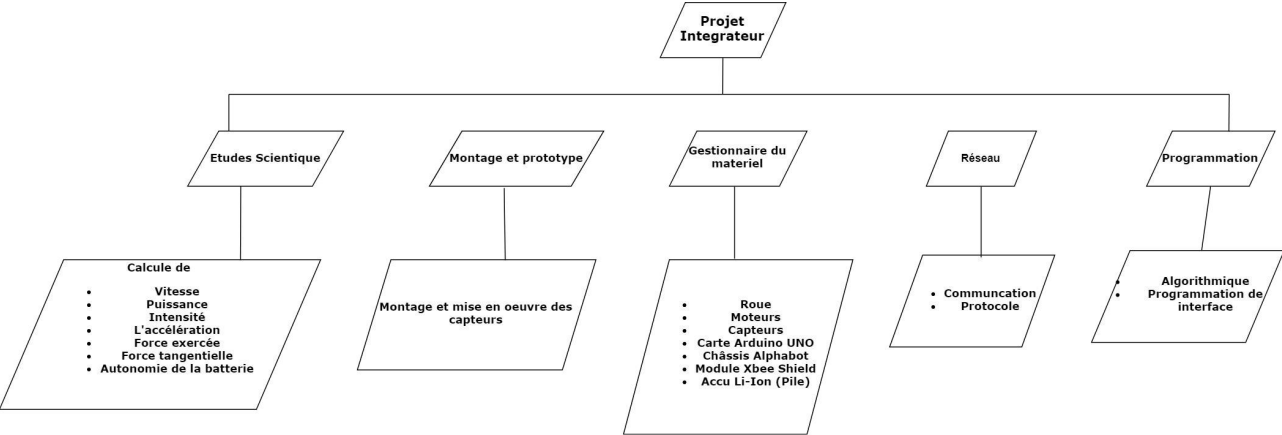 Projet
Integrateur
Etudes Scientique
Montage et prototype
Gestionnaire du
materiel
Réseau
Programmation
Calcule de
• Vitesse
• Puissance
• Intensité
• L'accélération
• Force exercée
• Force tangentielle
• Autonomie de la batterie
Montage et mise en oeuvre des
capteurs
• Roue
• Moteurs
• Capteurs
• Carte Arduino UNO
• Châssis Alphabot
• Module Xbee Shield
• Accu Li-Ion (Pile)
• Communcation
• Protocole
• Algorithmique
• Programmation de
interface